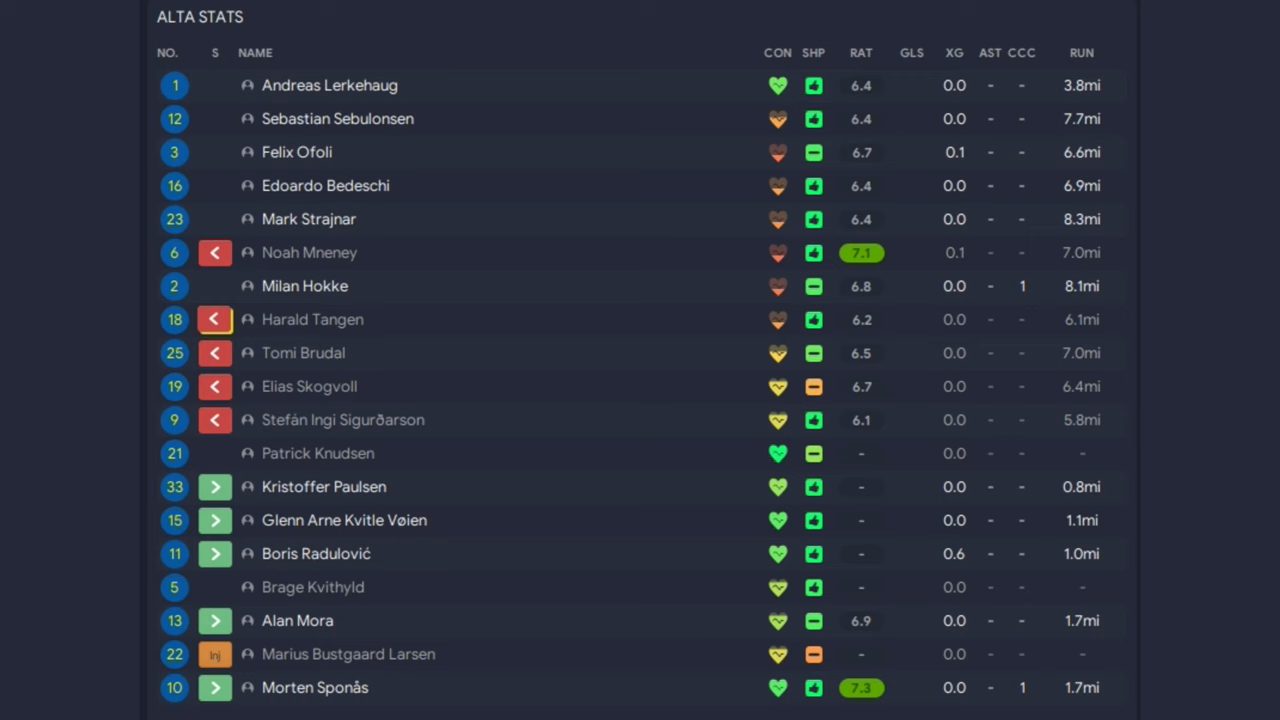 ALTA STATS
NO. S NAME CON SHP RAT GLS XG AST CCC RUN
1 Andreas Lerkehaug 6.4 0.0 - - 3.8mi
12 Sebastian Sebulonsen 6.4 0.0 - - 7.7mi
3 Felix Ofoli 6.7 0.1 - - 6.6mi
16 Edoardo Bedeschi 6.4 0.0 - - 6.9mi
23 Mark Strajnar 6.4 0.0 - - 8.3mi
6 Noah Mneney 7.1 0.1 - - 7.0mi
2 Milan Hokke 6.8 0.0 - 1 8.1mi
18 Harald Tangen 6.2 0.0 - - 6.1mi
25 Tomi Brudal 6.5 0.0 - - 7.0mi
19 Elias Skogvoll 6.7 0.0 - - 6.4mi
9 Stefán Ingi Sigurðarson 6.1 0.0 - - 5.8mi
21 Patrick Knudsen - 0.0 - - -
33 Kristoffer Paulsen - 0.0 - - 0.8mi
15 Glenn Arne Kvitle Vøien - 0.0 - - 1.1mi
11 Boris Radulović - 0.6 - - 1.0mi
5 Brage Kvithyld - 0.0 - - -
13 Alan Mora 6.9 0.0 - - 1.7mi
22 Inj Marius Bustgaard Larsen - 0.0 - - -
10 Morten Sponås 7.3 0.0 - 1 1.7mi